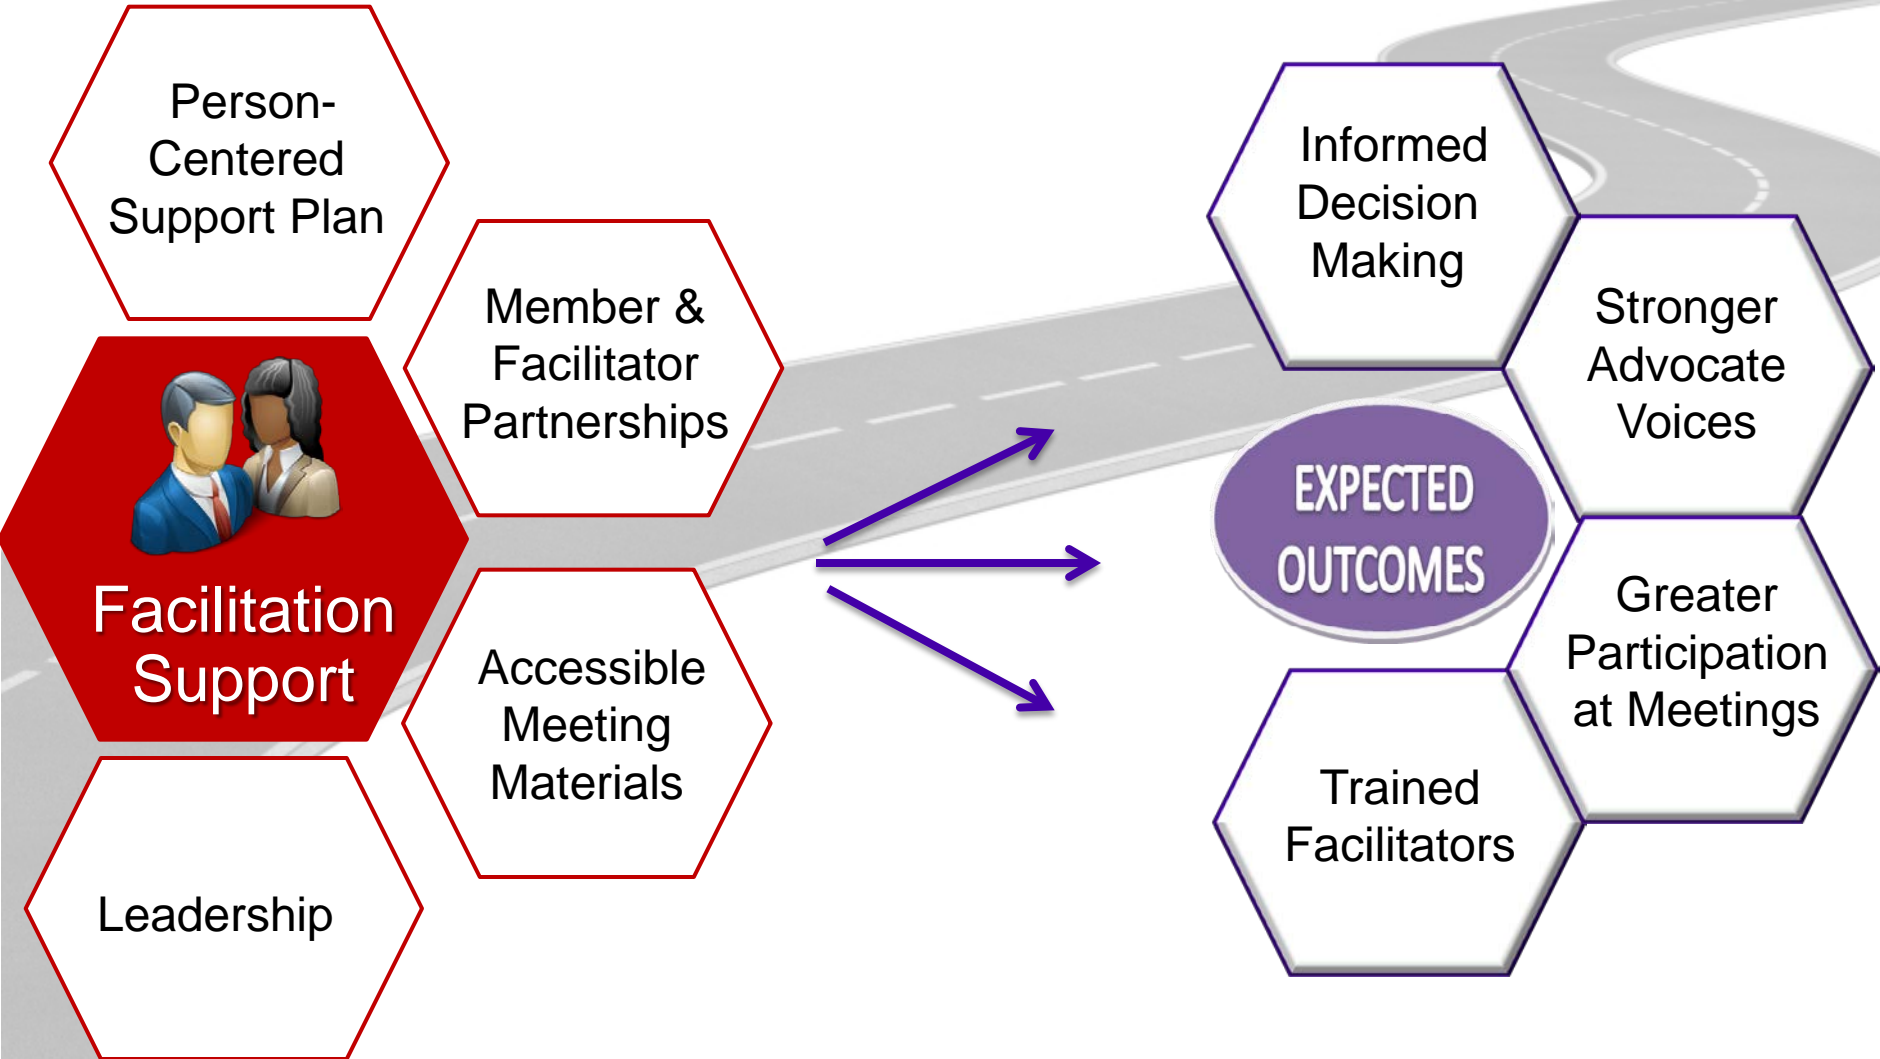 Person-
Centered
Support Plan
Member &
Facilitator
Partnerships
Facilitation
Support
Accessible
Meeting
Materials
Leadership
Informed
Decision
Making
Stronger
Advocate
Voices
EXPECTED
OUTCOMES
Greater
Participation
at Meetings
Trained
Facilitators